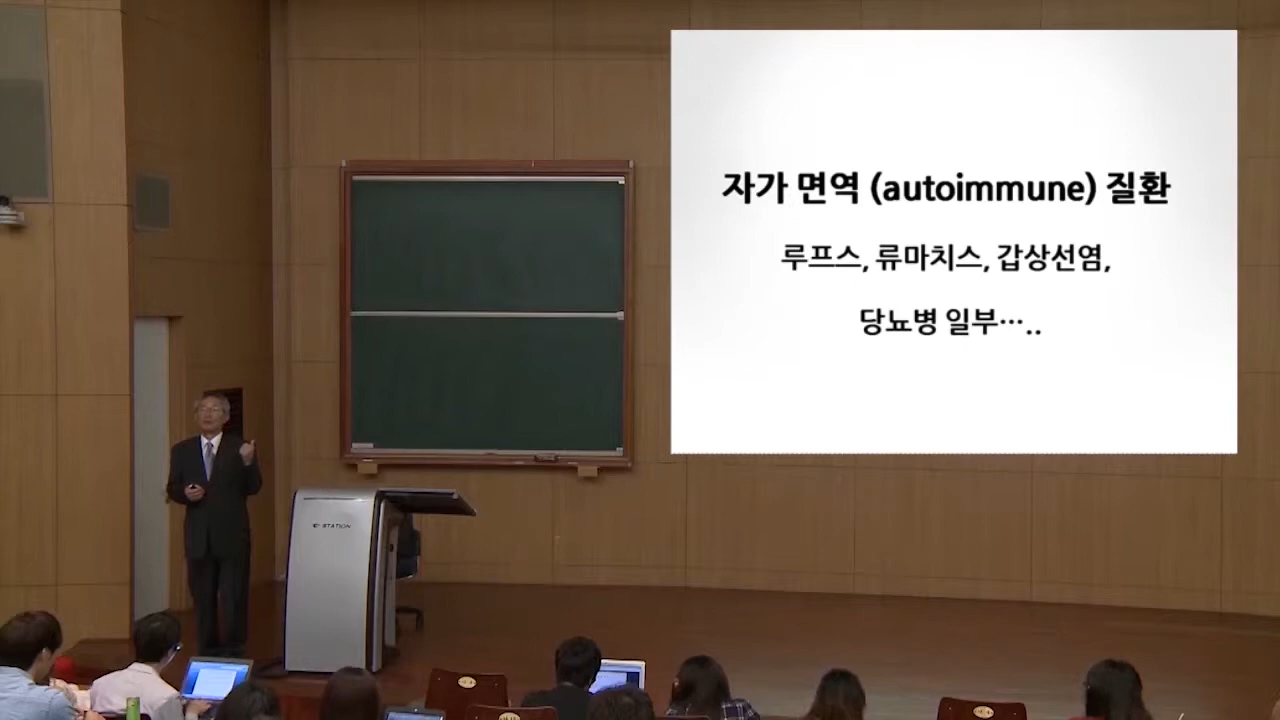 자가 면역 (autoimmune) 질환
루프스, 류마치스, 갑상선염,
당뇨병 일부…..
STATION